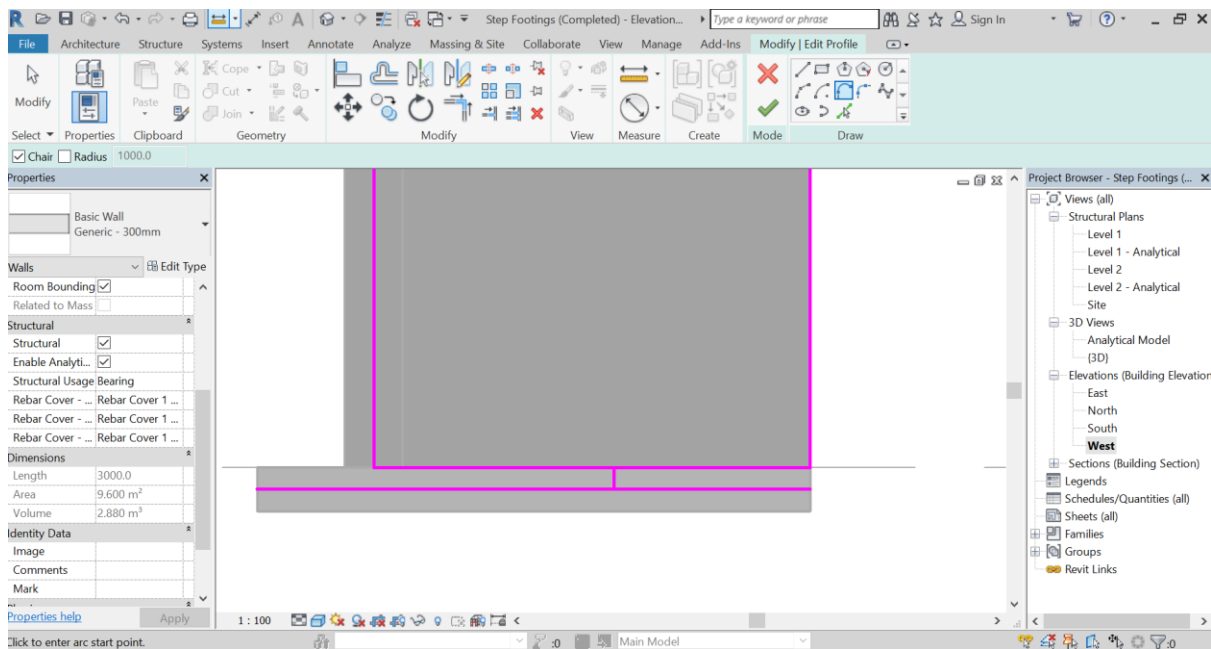 R A Step Footings (Completed) - Elevation... Type a keyword or phrase Sign In ?
File Architecture Structure Systems Insert Annotate Analyze Massing & Site Collaborate View Manage Add-Ins Modify | Edit Profile
Cope
Cut
Join
Modify
Paste
Select Properties Clipboard Geometry Modify View Measure Create Mode Draw
Chain Radius 1000.0
Properties
Basic Wall
Generic - 300mm
Walls Edit Type
Room Bounding
Related to Mass
Structural
Structural
Enable Analyti...
Structural Usage Bearing
Rebar Cover - ... Rebar Cover 1 ...
Rebar Cover - ... Rebar Cover 1 ...
Rebar Cover - ... Rebar Cover 1 ...
Dimensions
Length 3000.0
Area 9.600 m²
Volume 2.880 m³
Identity Data
Image
Comments
Mark
Properties help Apply
1 : 100
Click to enter arc start point. :0 Main Model :0
Project Browser - Step Footings (...
Views (all)
Structural Plans
Level 1
Level 1 - Analytical
Level 2
Level 2 - Analytical
Site
3D Views
Analytical Model
{3D}
Elevations (Building Elevation
East
North
South
West
Sections (Building Section)
Legends
Schedules/Quantities (all)
Sheets (all)
Families
Groups
Revit Links